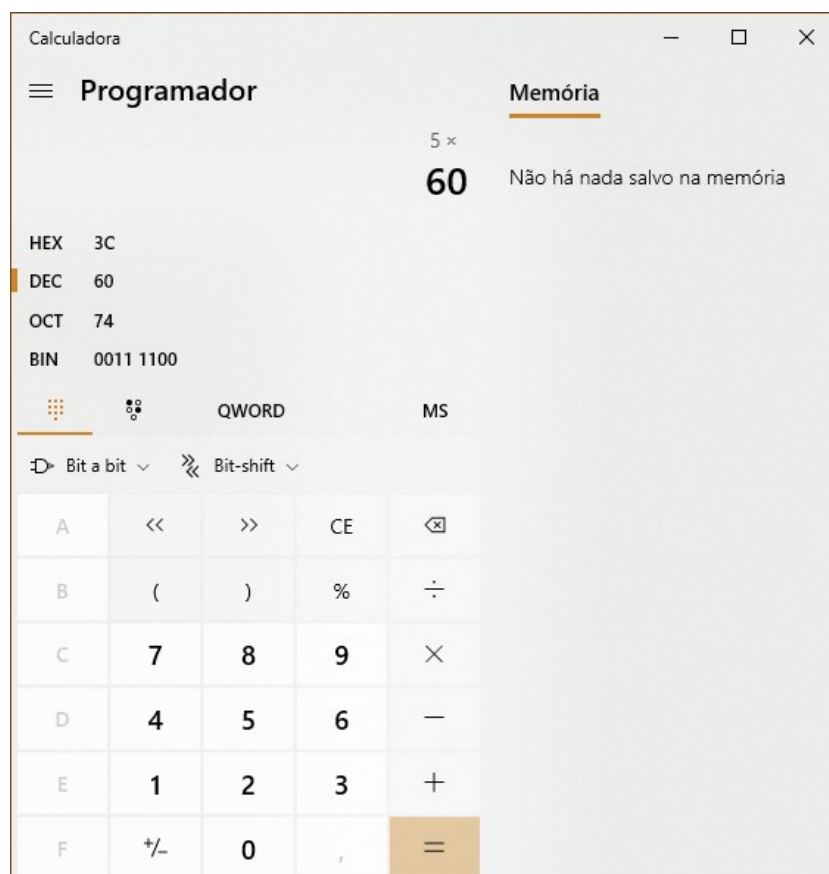 Calculadora
Programador
Memória
5 ×
60
Não há nada salvo na memória
HEX 3C
DEC 60
OCT 74
BIN 0011 1100
QWORD MS
Bit a bit Bit-shift
A << >> CE
B ( ) % ÷
C 7 8 9 ×
D 4 5 6 −
E 1 2 3 +
F +/− 0 , =